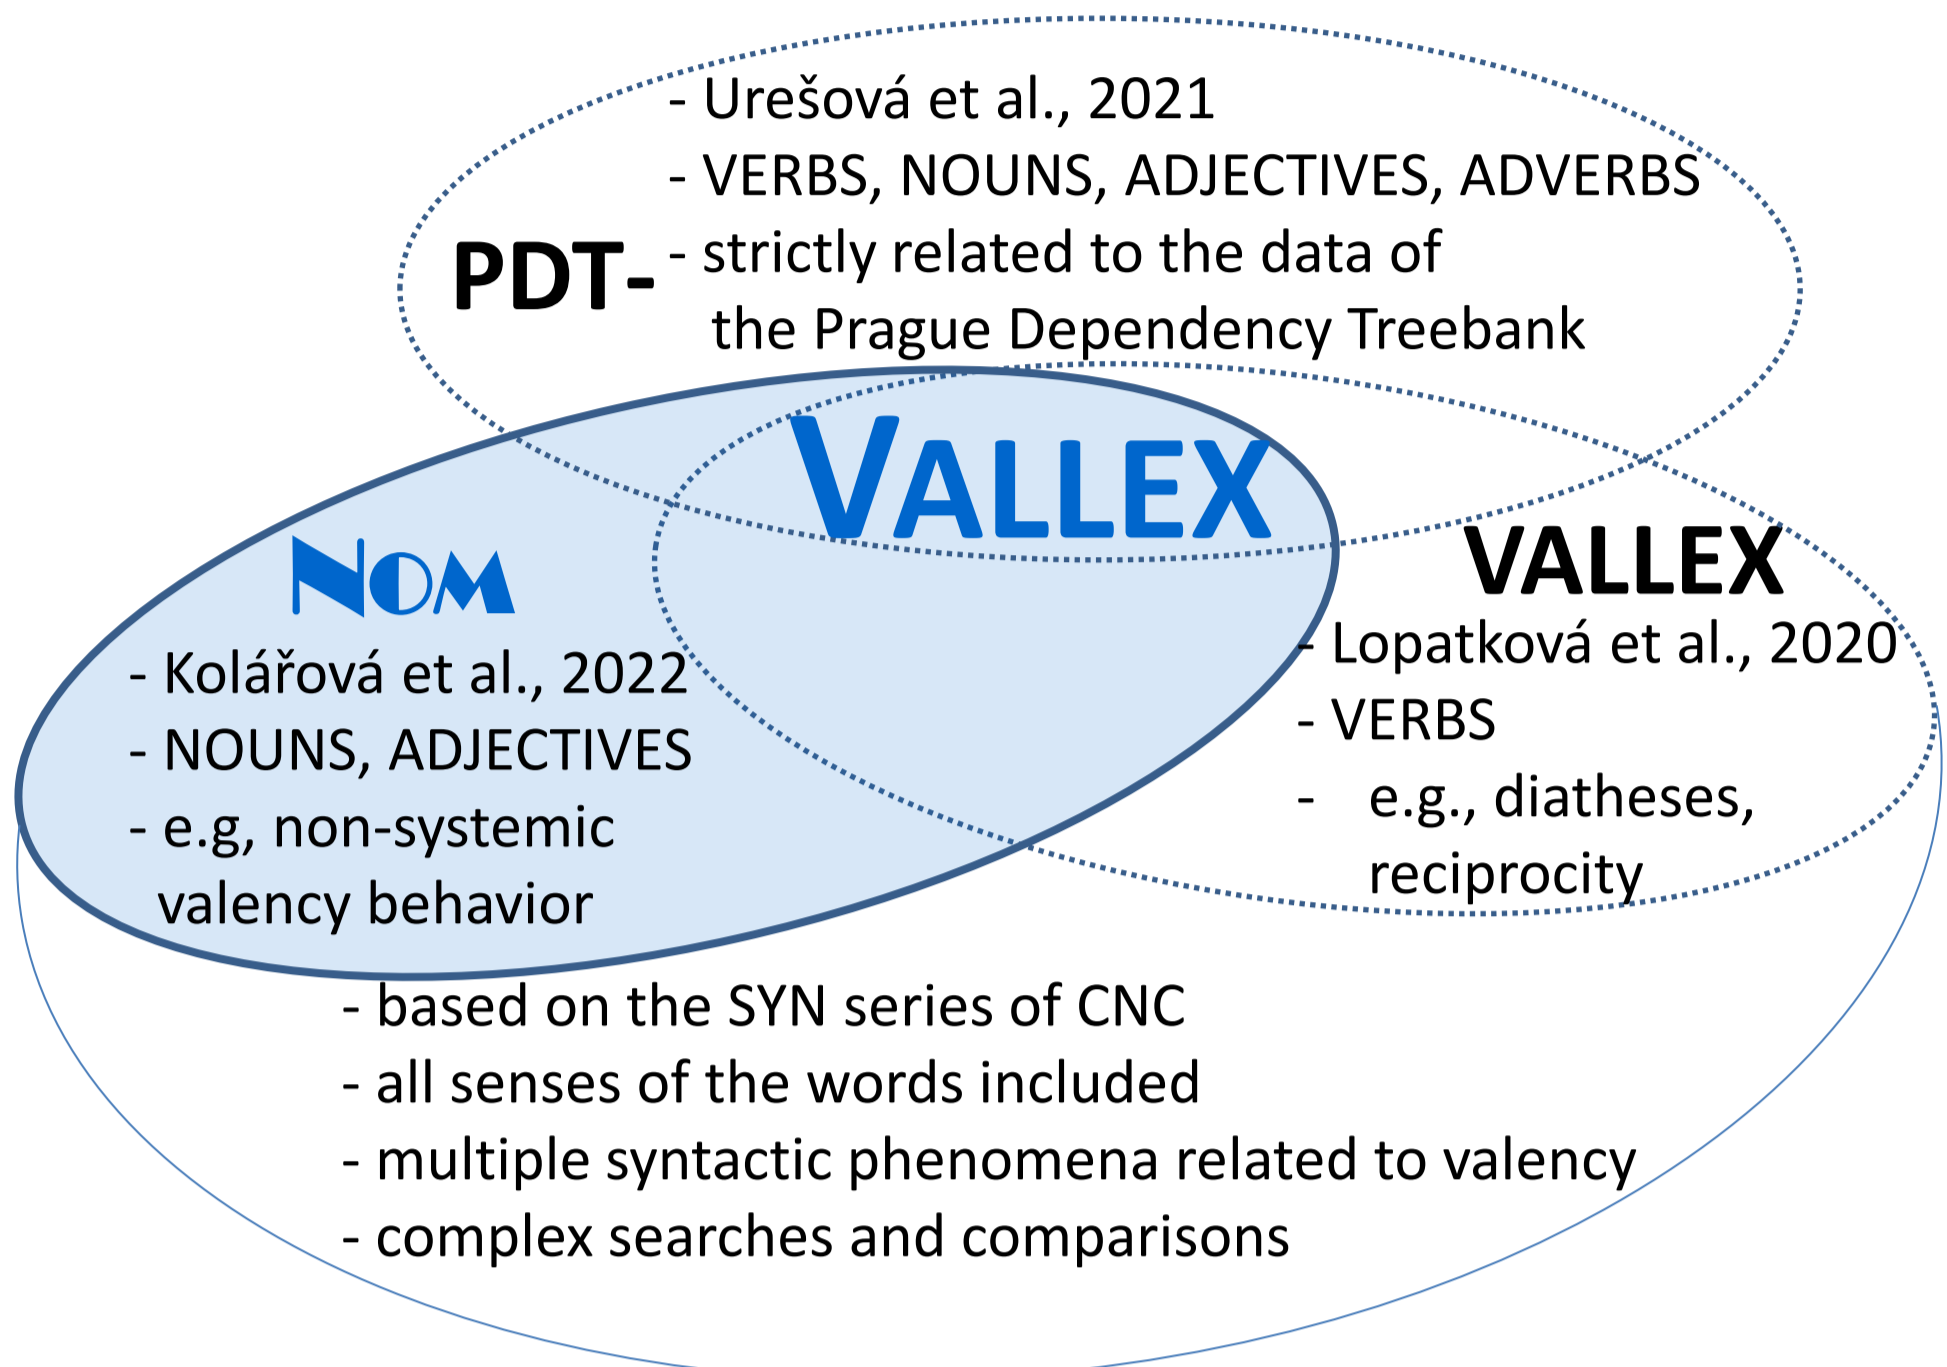 - Urešová et al., 2021
- VERBS, NOUNS, ADJECTIVES, ADVERBS
PDT-
- strictly related to the data of
the Prague Dependency Treebank
VALLEX
NOM
- Kolářová et al., 2022
- NOUNS, ADJECTIVES
- e.g, non-systemic
valency behavior
VALLEX
- Lopatková et al., 2020
- VERBS
- e.g., diatheses,
reciprocity
- based on the SYN series of CNC
- all senses of the words included
- multiple syntactic phenomena related to valency
- complex searches and comparisons